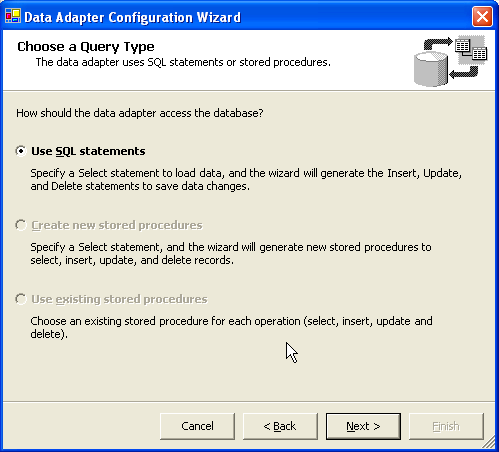 Data Adapter Configuration Wizard
Choose a Query Type
The data adapter uses SQL statements or stored procedures.
How should the data adapter access the database?
Use SQL statements
Specify a Select statement to load data, and the wizard will generate the Insert, Update,
and Delete statements to save data changes.
Create new stored procedures
Specify a Select statement, and the wizard will generate new stored procedures to
select, insert, update, and delete records.
Use existing stored procedures
Choose an existing stored procedure for each operation (select, insert, update and
delete).
Cancel < Back Next > Finish